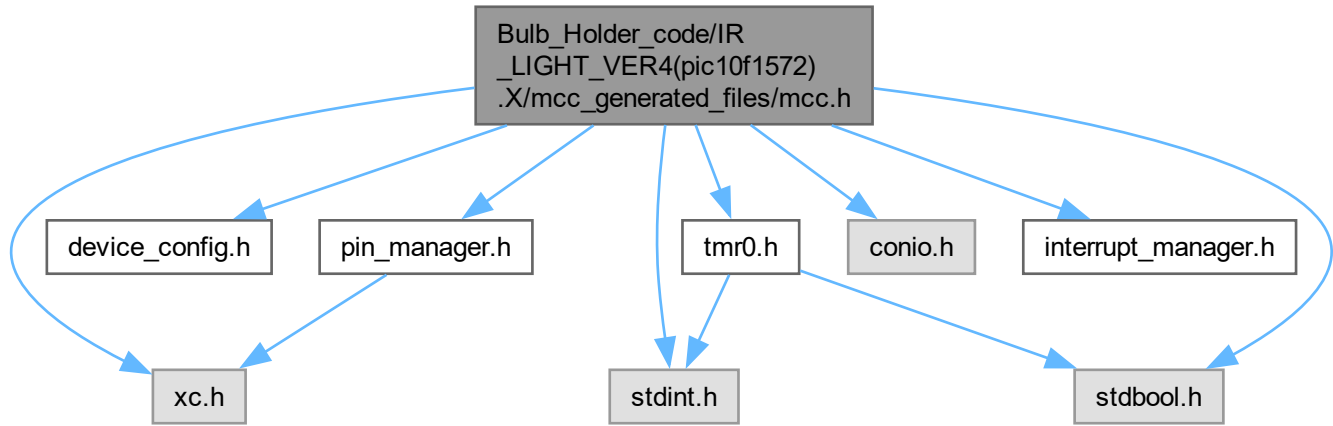 Bulb_Holder_code/IR
_LIGHT_VER4(pic10f1572)
.X/mcc_generated_files/mcc.h
device_config.h
pin_manager.h
tmr0.h
conio.h
interrupt_manager.h
xc.h
stdint.h
stdbool.h